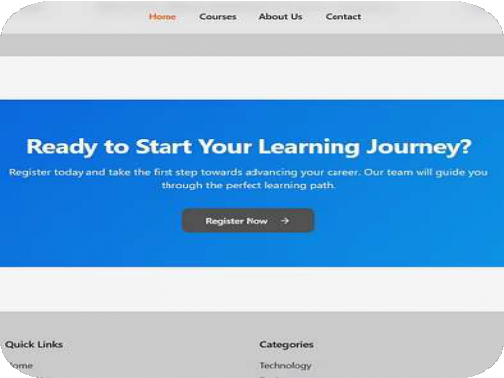 Home Courses About Us Contact
Ready to Start Your Learning Journey?
Register today and take the first step towards advancing your career. Our team will guide you
through the perfect learning path.
Register Now →
Quick Links Categories
Home Technology